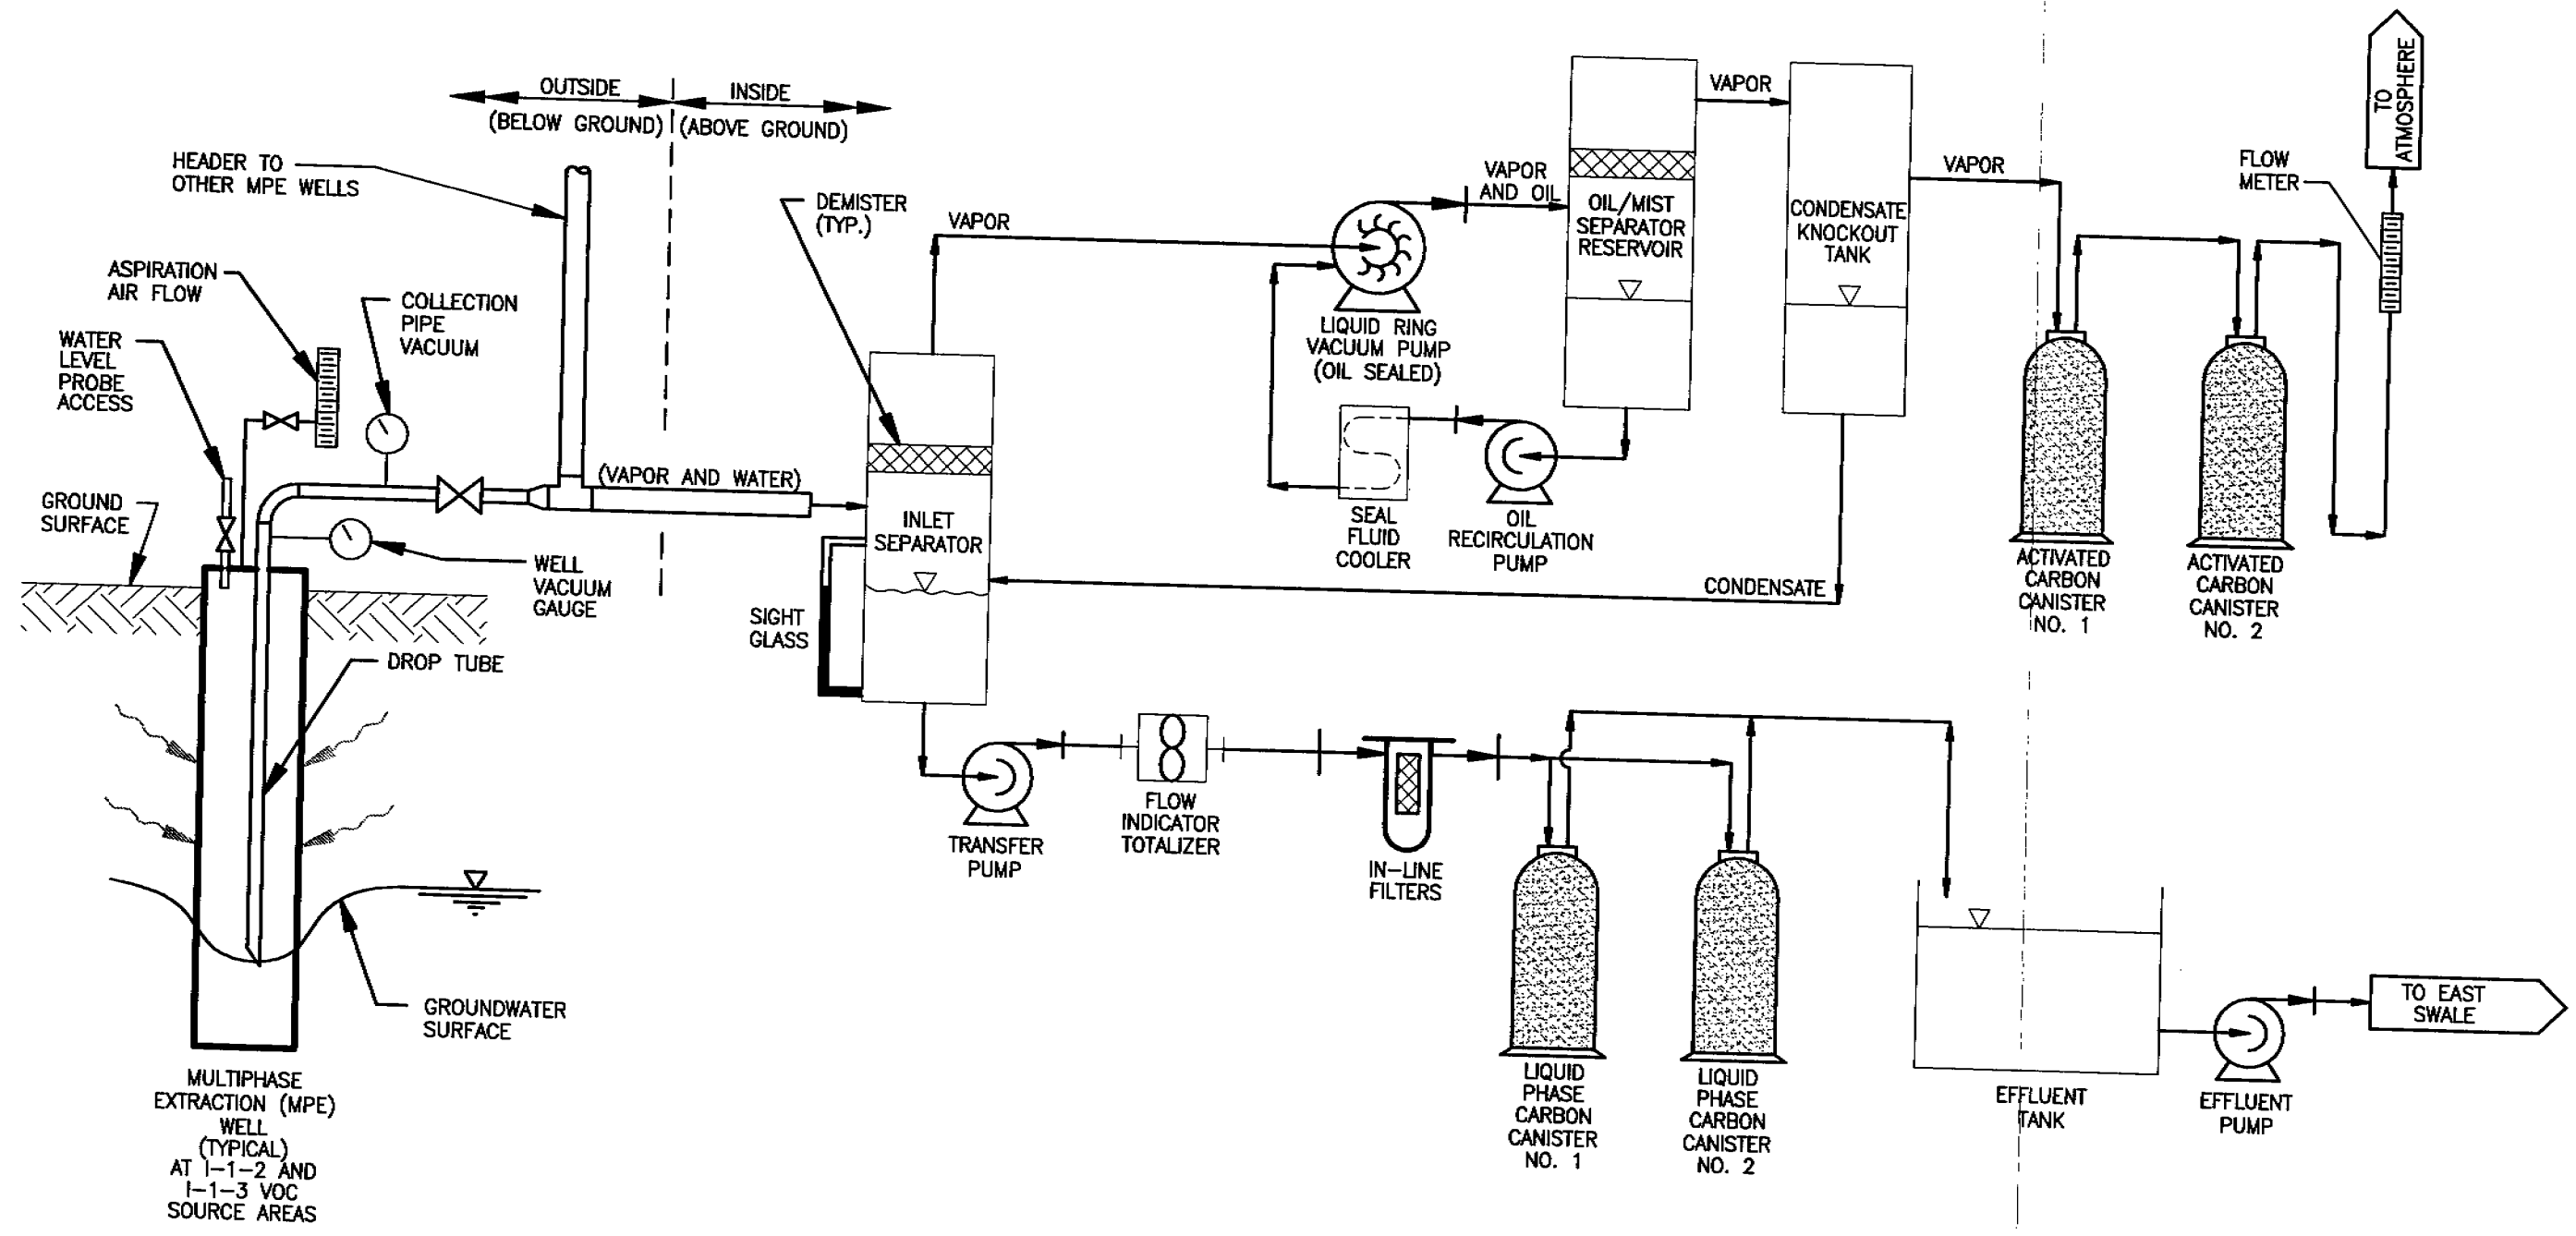 OUTSIDE
INSIDE
(BELOW GROUND)
(ABOVE GROUND)
HEADER TO
OTHER MPE WELLS
ASPIRATION
AIR FLOW
COLLECTION
PIPE
VACUUM
WATER
LEVEL
PROBE
ACCESS
GROUND
SURFACE
(VAPOR AND WATER)
WELL
VACUUM
GAUGE
DROP TUBE
GROUNDWATER
SURFACE
MULTIPHASE
EXTRACTION (MPE)
WELL
(TYPICAL)
AT I-1-2 AND
I-1-3 VOC
SOURCE AREAS
DEMISTER
(TYP.)
VAPOR
INLET
SEPARATOR
SIGHT
GLASS
LIQUID RING
VACUUM PUMP
(OIL SEALED)
VAPOR
AND OIL
OIL/MIST
SEPARATOR
RESERVOIR
VAPOR
CONDENSATE
KNOCKOUT
TANK
VAPOR
SEAL
FLUID
COOLER
OIL
RECIRCULATION
PUMP
CONDENSATE
ACTIVATED
CARBON
CANISTER
NO. 1
ACTIVATED
CARBON
CANISTER
NO. 2
FLOW
METER
TO
ATMOSPHERE
TRANSFER
PUMP
FLOW
INDICATOR
TOTALIZER
IN-LINE
FILTERS
LIQUID
PHASE
CARBON
CANISTER
NO. 1
LIQUID
PHASE
CARBON
CANISTER
NO. 2
EFFLUENT
TANK
EFFLUENT
PUMP
TO EAST
SWALE